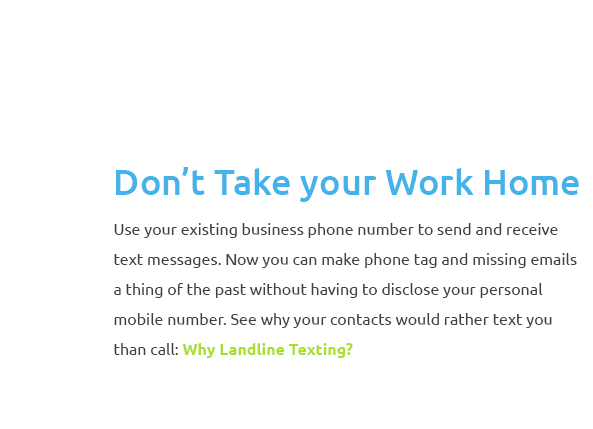 Don’t Take your Work Home
Use your existing business phone number to send and receive
text messages. Now you can make phone tag and missing emails
a thing of the past without having to disclose your personal
mobile number. See why your contacts would rather text you
than call: Why Landline Texting?